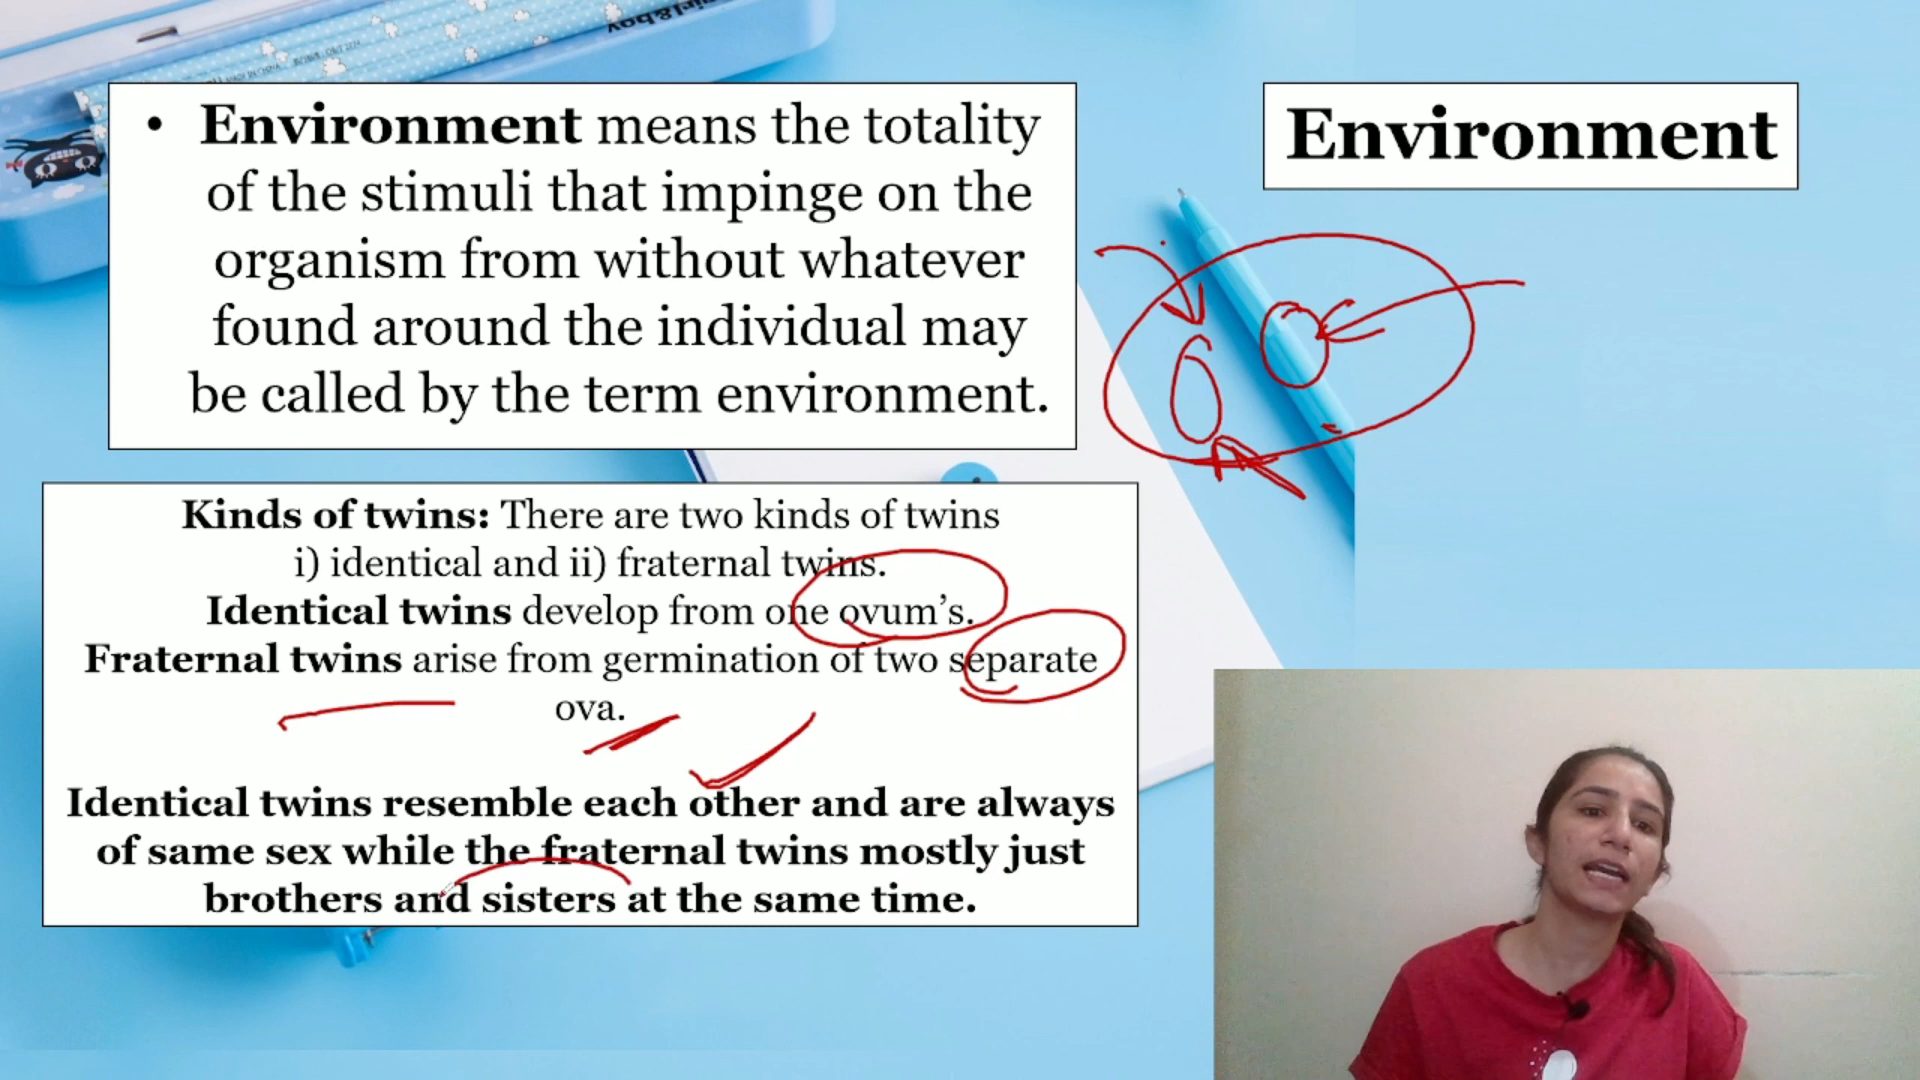 • Environment means the totality
of the stimuli that impinge on the
organism from without whatever
found around the individual may
be called by the term environment.
Environment
Kinds of twins: There are two kinds of twins
i) identical and ii) fraternal twins.
Identical twins develop from one ovum's.
Fraternal twins arise from germination of two separate
ova.
Identical twins resemble each other and are always
of same sex while the fraternal twins mostly just
brothers and sisters at the same time.